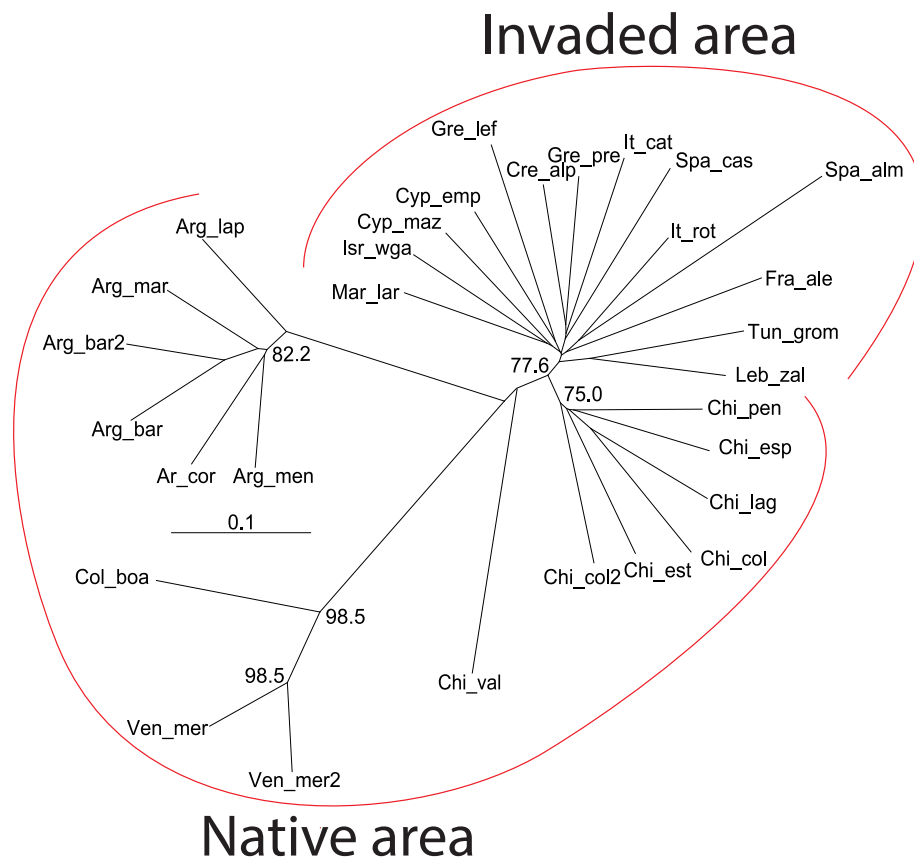 Invaded area
Gre_lef
Cre_alp
Gre_pre
It_cat
Spa_cas
Spa_alm
Cyp_emp
Cyp_maz
Isr_wga
Mar_lar
It_rot
Fra_ale
Tun_grom
Leb_zal
Arg_lap
Arg_mar
Arg_bar2
82.2
77.6
75.0
Chi_pen
Arg_bar
Chi_esp
Ar_cor
Arg_men
Chi_lag
0.1
Chi_col
Chi_est
Chi_col2
Col_boa
98.5
98.5
Chi_val
Ven_mer
Ven_mer2
Native area